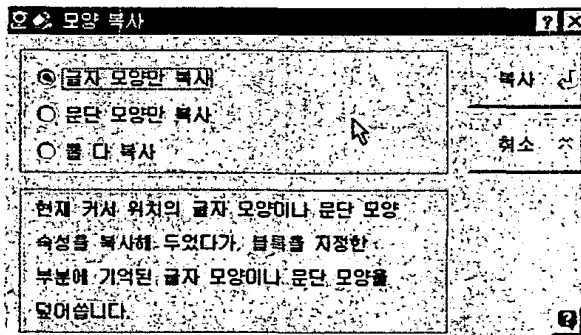 모양 복사
글자 모양만 복사
문단 모양만 복사
둘 다 복사
복사
취소
현재 커서 위치의 글자 모양이나 문단 모양
속성을 복사해 두었다가, 블록을 지정한
부분에 기억된 글자 모양이나 문단 모양을
덮어씁니다.